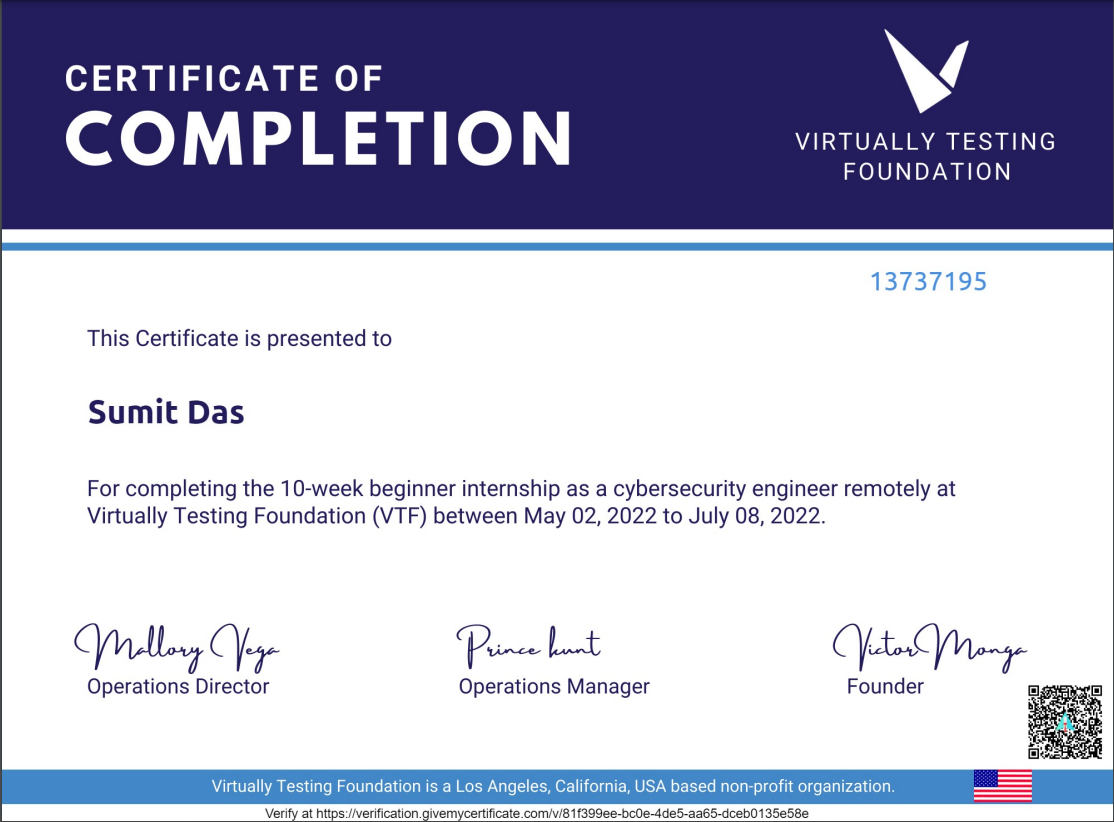 CERTIFICATE OF
COMPLETION
VIRTUALLY TESTING
FOUNDATION
13737195
This Certificate is presented to
Sumit Das
For completing the 10-week beginner internship as a cybersecurity engineer remotely at
Virtually Testing Foundation (VTF) between May 02, 2022 to July 08, 2022.
Mallory Vega
Operations Director
Prince kunt
Operations Manager
Victor Monga
Founder
Virtually Testing Foundation is a Los Angeles, California, USA based non-profit organization.
Verify at https://verification.givemycertificate.com/v/81f399ee-bc0e-4de5-aa65-dceb0135e58e